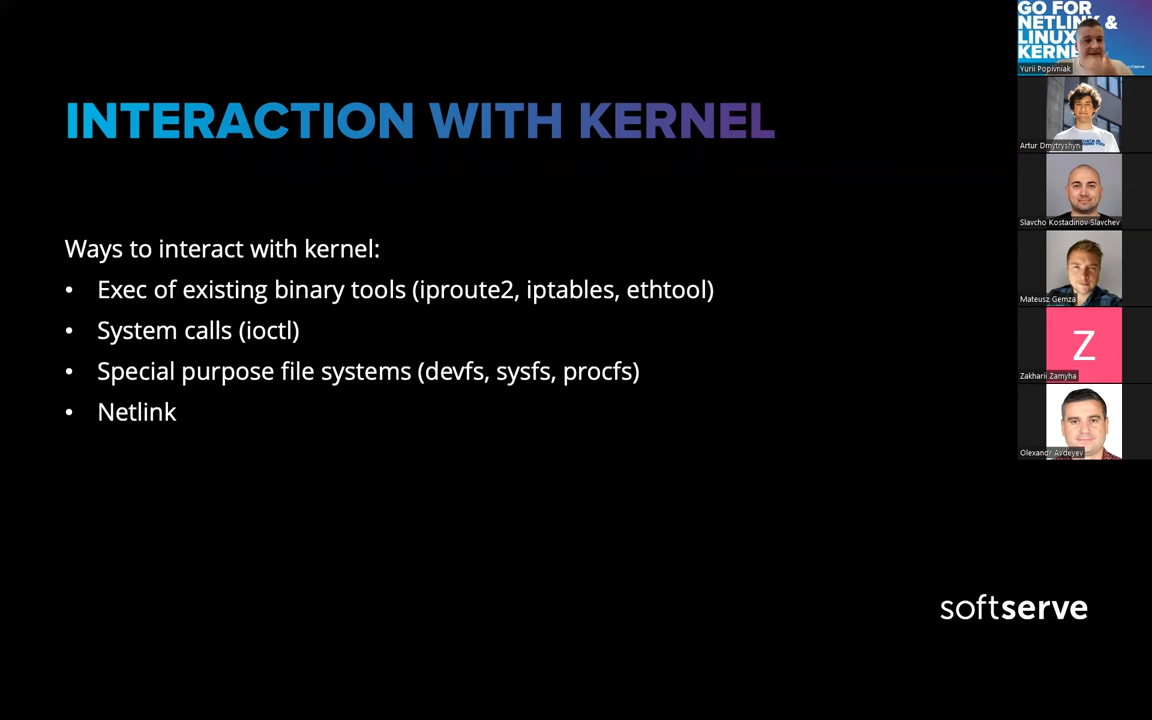 INTERACTION WITH KERNEL
Ways to interact with kernel:
• Exec of existing binary tools (iproute2, iptables, ethtool)
• System calls (ioctl)
• Special purpose file systems (devfs, sysfs, procfs)
• Netlink
softserve
GO FOR
NETLINK &
LINUX
KERNE
softserve
Yurii Popivniak
Artur Dmytryshyn
Slavcho Kostadinov Slavchev
Mateusz Gemza
Z
Zakharii Zamyha
Olexandr Avdeyev